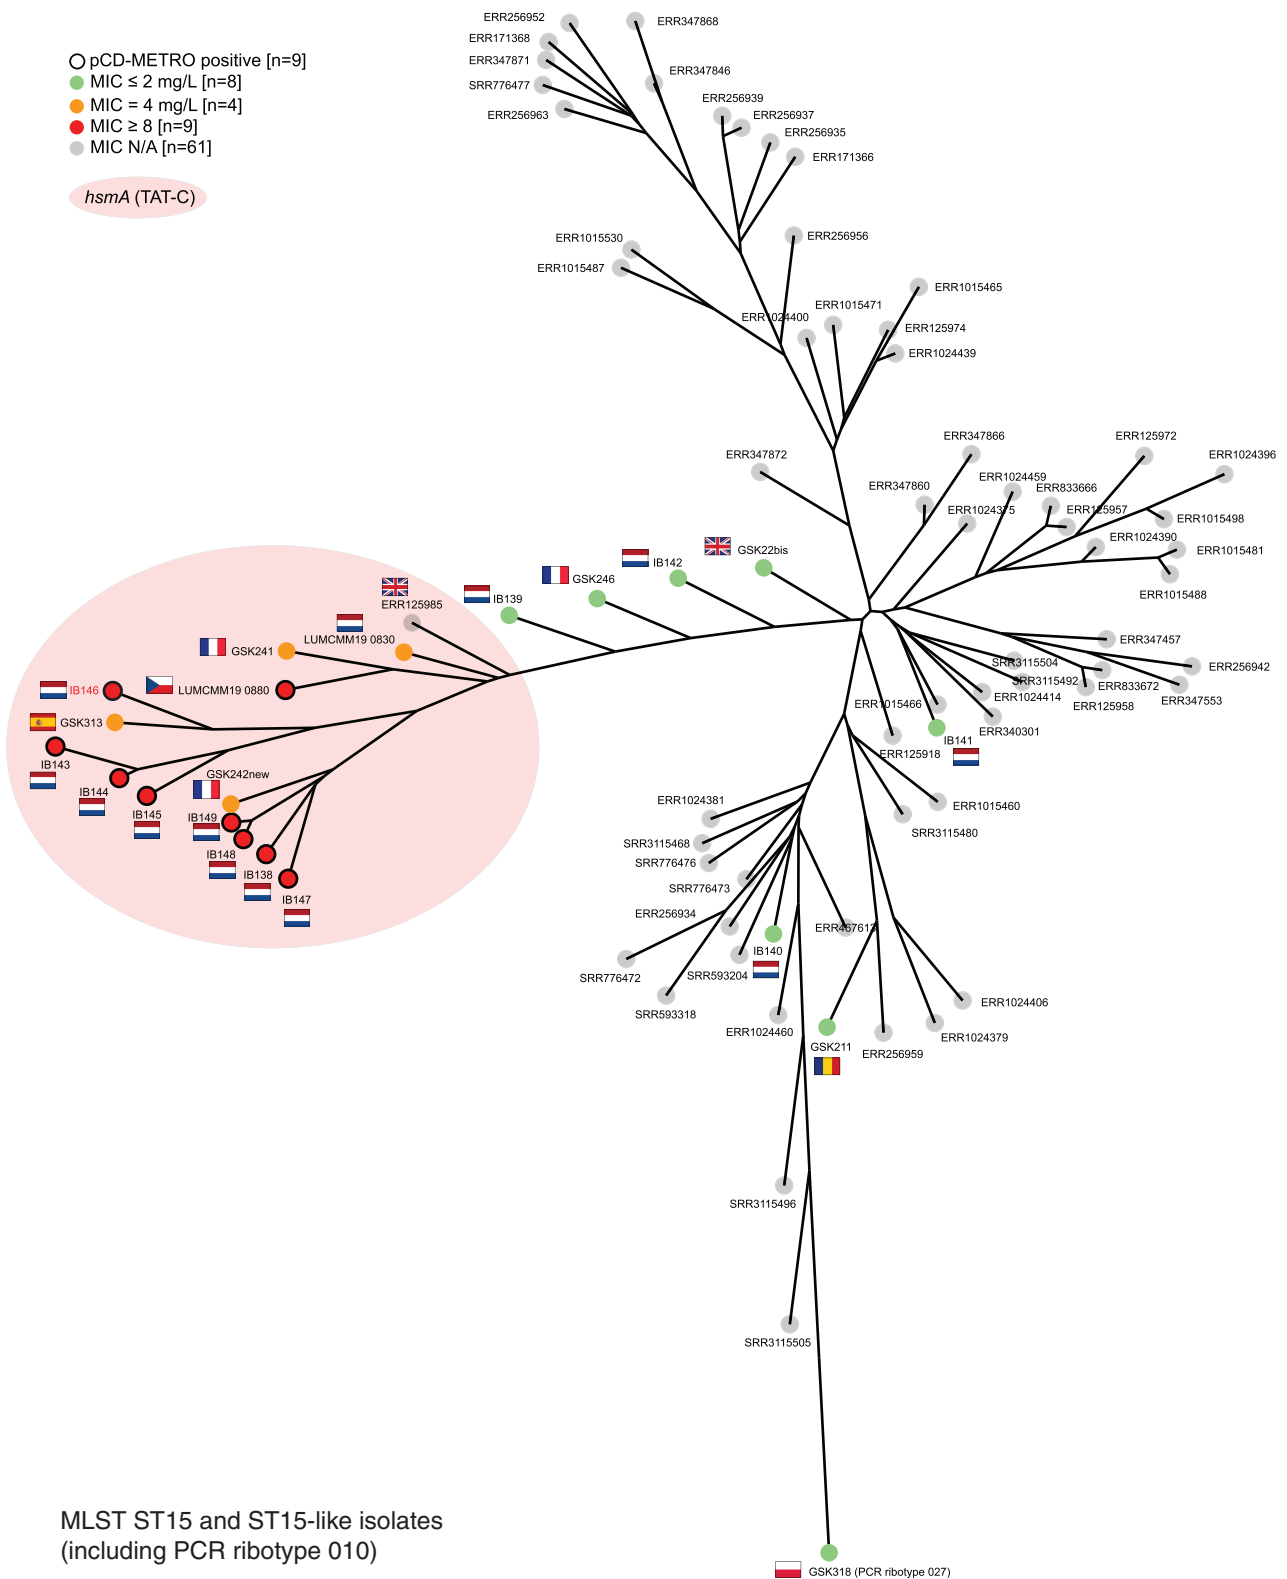 pCD-METRO positive [n=9]
MIC ≤ 2 mg/L [n=8]
MIC = 4 mg/L [n=4]
MIC ≥ 8 [n=9]
MIC N/A [n=61]
hsmA (TAT-C)
ERR256952
ERR347868
ERR171368
ERR347871
ERR347846
SRR776477
ERR256939
ERR256963
ERR256937
ERR256935
ERR171366
ERR1015530
ERR256956
ERR1015487
ERR1015465
ERR1015471
ERR1024400
ERR125974
ERR1024439
ERR347872
ERR347866
ERR125972
ERR1024396
ERR1024459
ERR347860
ERR833666
ERR1024375
ERR125957
ERR1015498
ERR1024390
ERR1015481
ERR1015488
GSK22bis
IB142
GSK246
IB139
ERR125985
LUMCMM19 0830
GSK241
LUMCMM19 0880
IB146
GSK313
IB143
IB144
IB145
GSK242new
IB149
IB148
IB138
IB147
ERR347457
SRR3115504
ERR256942
SRR3115492
ERR833672
ERR1024414
ERR347553
ERR125958
ERR1015466
ERR340301
IB141
ERR125918
ERR1024381
ERR1015460
SRR3115480
SRR3115468
SRR776476
SRR776473
ERR256934
ERR467613
IB140
SRR776472
SRR593204
SRR593318
ERR1024460
ERR1024406
ERR1024379
GSK211
ERR256959
SRR3115496
SRR3115505
MLST ST15 and ST15-like isolates
(including PCR ribotype 010)
GSK318 (PCR ribotype 027)